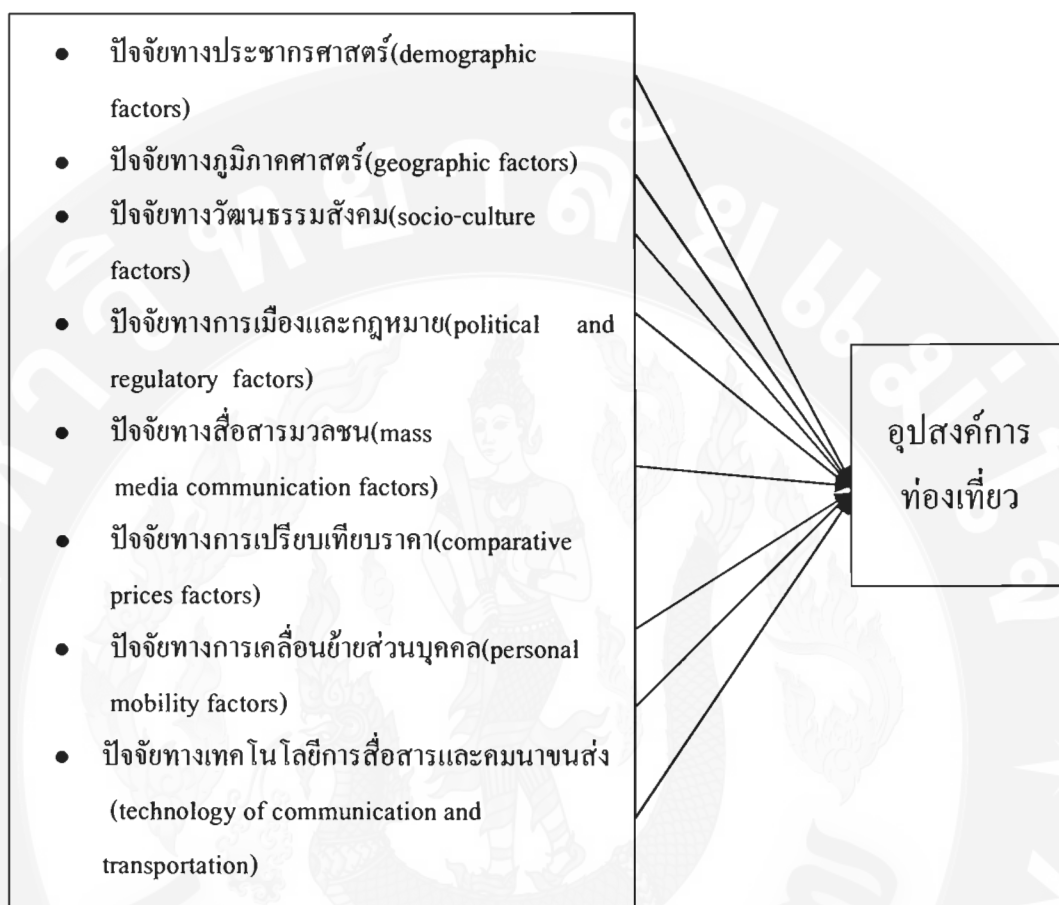 ● ปัจจัยทางประชากรศาสตร์(demographic
factors)
● ปัจจัยทางภูมิภาคศาสตร์(geographic factors)
● ปัจจัยทางวัฒนธรรมสังคม(socio-culture
factors)
● ปัจจัยทางการเมืองและกฎหมาย(political and
regulatory factors)
● ปัจจัยทางสื่อสารมวลชน(mass
media communication factors)
● ปัจจัยทางการเปรียบเทียบราคา(comparative
prices factors)
● ปัจจัยทางการเคลื่อนย้ายส่วนบุคคล(personal
mobility factors)
● ปัจจัยทางเทคโนโลยีการสื่อสารและคมนาขนส่ง
(technology of communication and
transportation)
อุปสงค์การ
ท่องเที่ยว